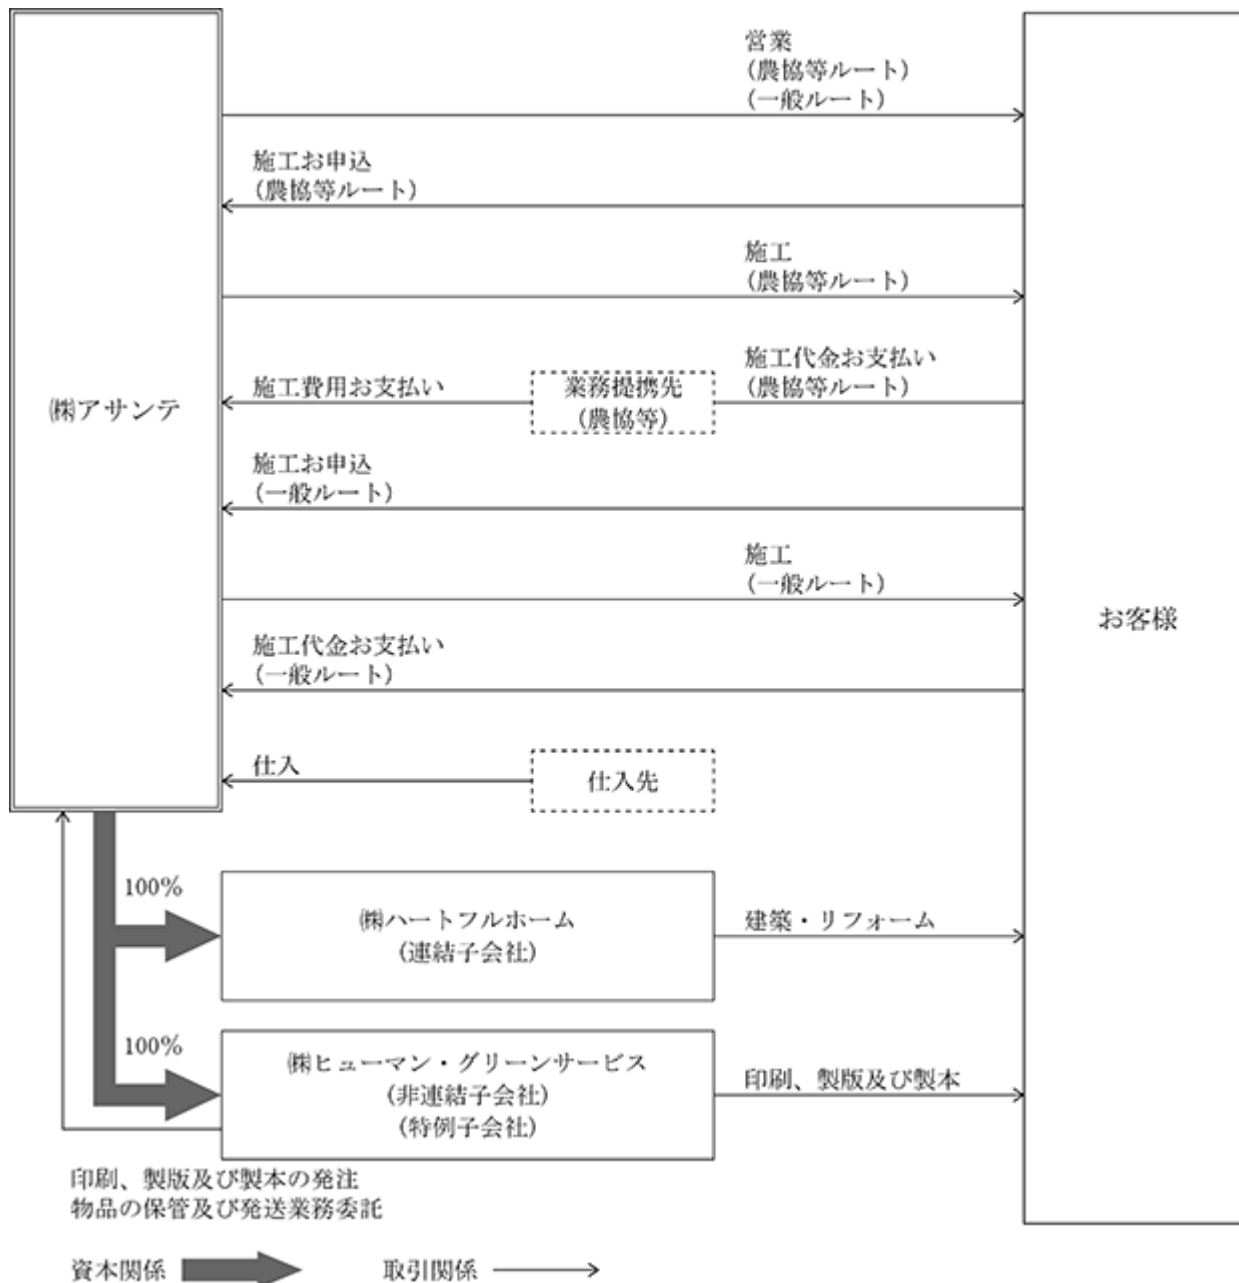 営業
(農協等ルート)
(一般ルート)
施工お申込
(農協等ルート)
施工
(農協等ルート)
施工代金お支払い
(農協等ルート)
施工費用お支払い
業務提携先
(農協等)
㈱アサンテ
施工お申込
(一般ルート)
施工
(一般ルート)
お客様
施工代金お支払い
(一般ルート)
仕入
仕入先
100%
㈱ハートフルホーム
(連結子会社)
建築・リフォーム
100%
㈱ヒューマン・グリーンサービス
(非連結子会社)
(特例子会社)
印刷、製版及び製本
印刷、製版及び製本の発注
物品の保管及び発送業務委託
資本関係
取引関係